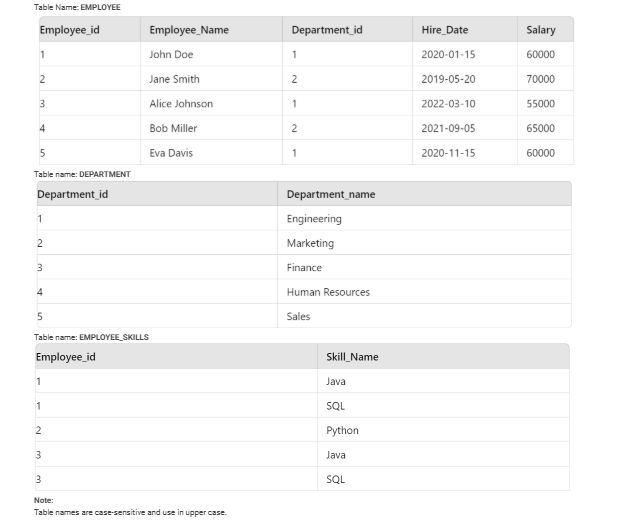 Table Name: EMPLOYEE
Employee_id Employee_Name Department_id Hire_Date Salary
1 John Doe 1 2020-01-15 60000
2 Jane Smith 2 2019-05-20 70000
3 Alice Johnson 1 2022-03-10 55000
4 Bob Miller 2 2021-09-05 65000
5 Eva Davis 1 2020-11-15 60000
Table name: DEPARTMENT
Department_id Department_name
1 Engineering
2 Marketing
3 Finance
4 Human Resources
5 Sales
Table name: EMPLOYEE_SKILLS
Employee_id Skill_Name
1 Java
1 SQL
2 Python
3 Java
3 SQL
Note:
Table names are case-sensitive and use in upper case.